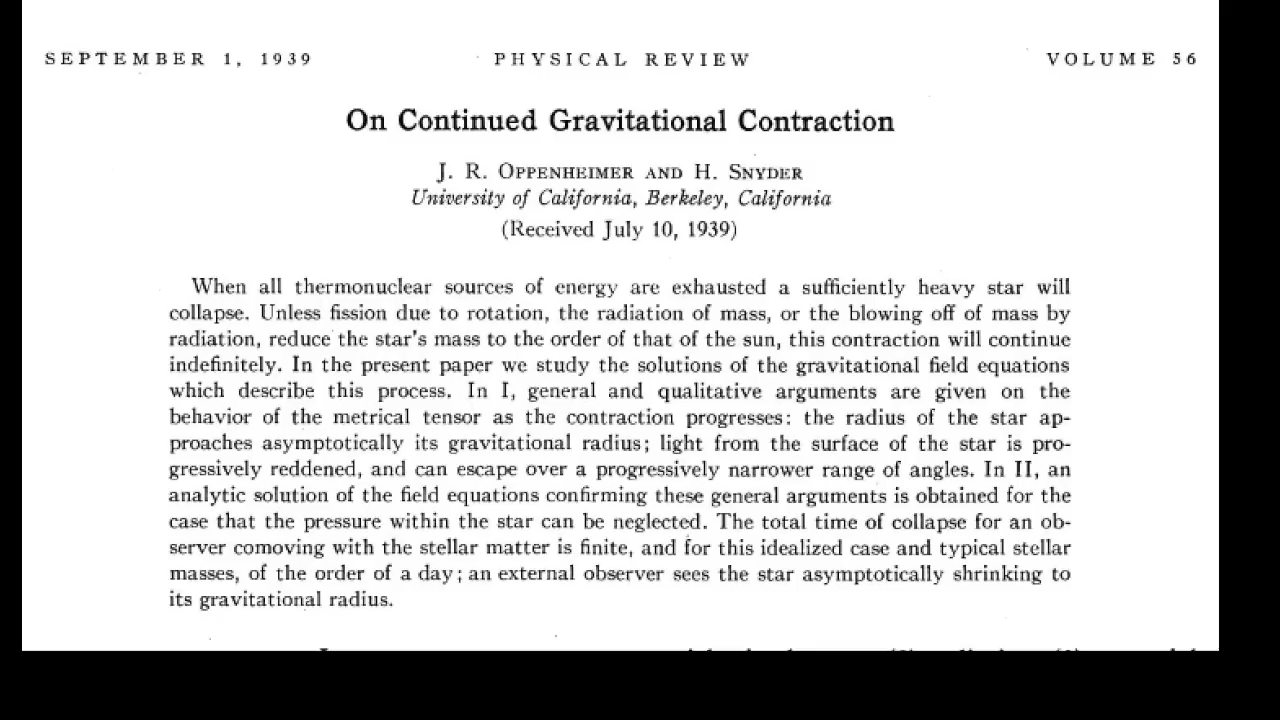 SEPTEMBER 1, 1939 PHYSICAL REVIEW VOLUME 56
On Continued Gravitational Contraction
J. R. OPPENHEIMER AND H. SNYDER
University of California, Berkeley, California
(Received July 10, 1939)
When all thermonuclear sources of energy are exhausted a sufficiently heavy star will
collapse. Unless fission due to rotation, the radiation of mass, or the blowing off of mass by
radiation, reduce the star's mass to the order of that of the sun, this contraction will continue
indefinitely. In the present paper we study the solutions of the gravitational field equations
which describe this process. In I, general and qualitative arguments are given on the
behavior of the metrical tensor as the contraction progresses: the radius of the star ap-
proaches asymptotically its gravitational radius; light from the surface of the star is pro-
gressively reddened, and can escape over a progressively narrower range of angles. In II, an
analytic solution of the field equations confirming these general arguments is obtained for the
case that the pressure within the star can be neglected. The total time of collapse for an ob-
server comoving with the stellar matter is finite, and for this idealized case and typical stellar
masses, of the order of a day; an external observer sees the star asymptotically shrinking to
its gravitational radius.